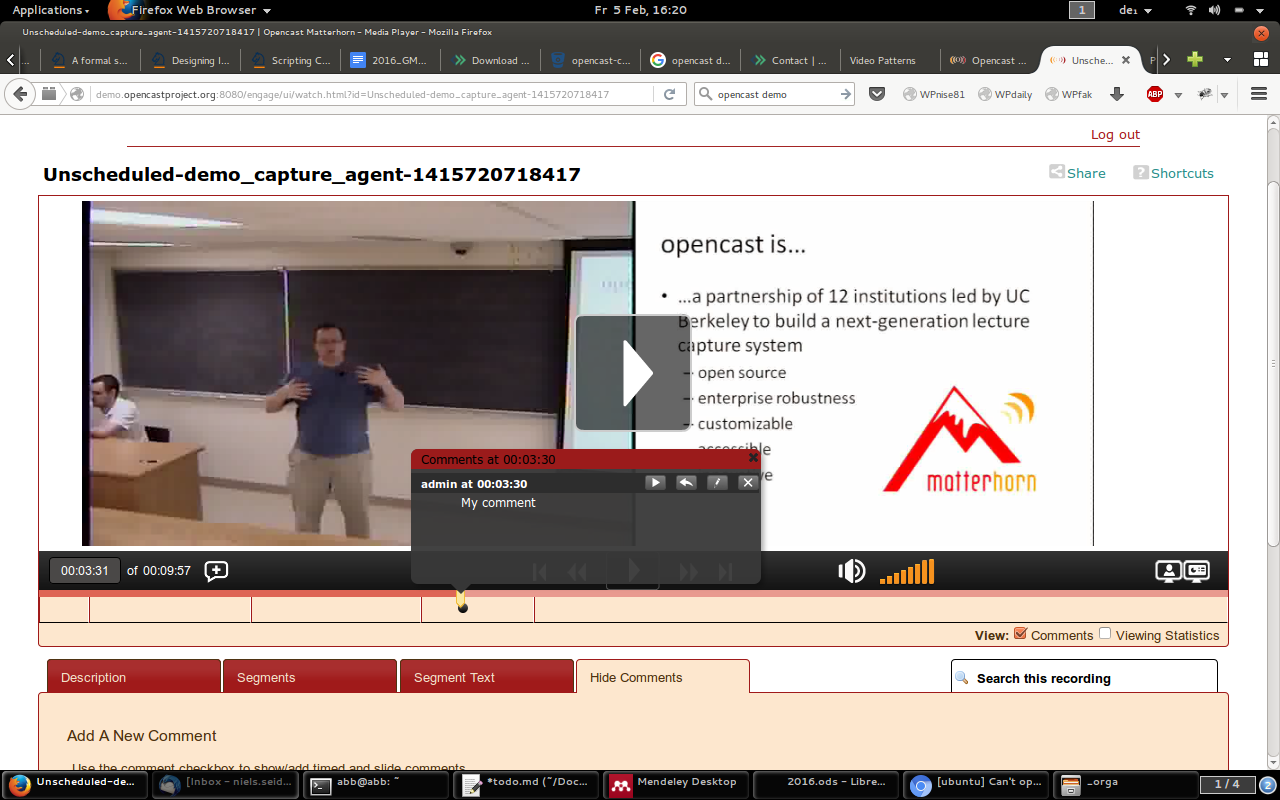 Applications
Firefox Web Browser
Fr 5 Feb, 16:20
1
de₁
Unscheduled-demo_capture_agent-1415720718417 | Opencast Matterhorn - Media Player - Mozilla Firefox
...
A formal s...
Designing I...
Scripting C...
2016_GM...
Download ...
opencast-c...
opencast d...
Contact | ...
Video Patterns
Opencast ...
Unsche...
P
demo.opencastproject.org:8080/engage/ui/watch.html?id=Unscheduled-demo_capture_agent-1415720718417
opencast demo
WPnise81
WPdaily
WPfak
ABP
Log out
Unscheduled-demo_capture_agent-1415720718417
Share
Shortcuts
opencast is...
• ...a partnership of 12 institutions led by UC
Berkeley to build a next-generation lecture
capture system
– open source
– enterprise robustness
– customizable
– accessible
ve
matterhorn
Comments at 00:03:30
admin at 00:03:30
My comment
00:03:31 of 00:09:57
View: Comments Viewing Statistics
Description
Segments
Segment Text
Hide Comments
Search this recording
Add A New Comment
Use the comment checkbox to show/add timed and slide comments
Unscheduled-de...
[Inbox - niels.seid...
abb@abb: ~
*todo.md (~/Doc...
Mendeley Desktop
2016.ods - Libre...
[ubuntu] Can't op...
_orga
1 / 4
2